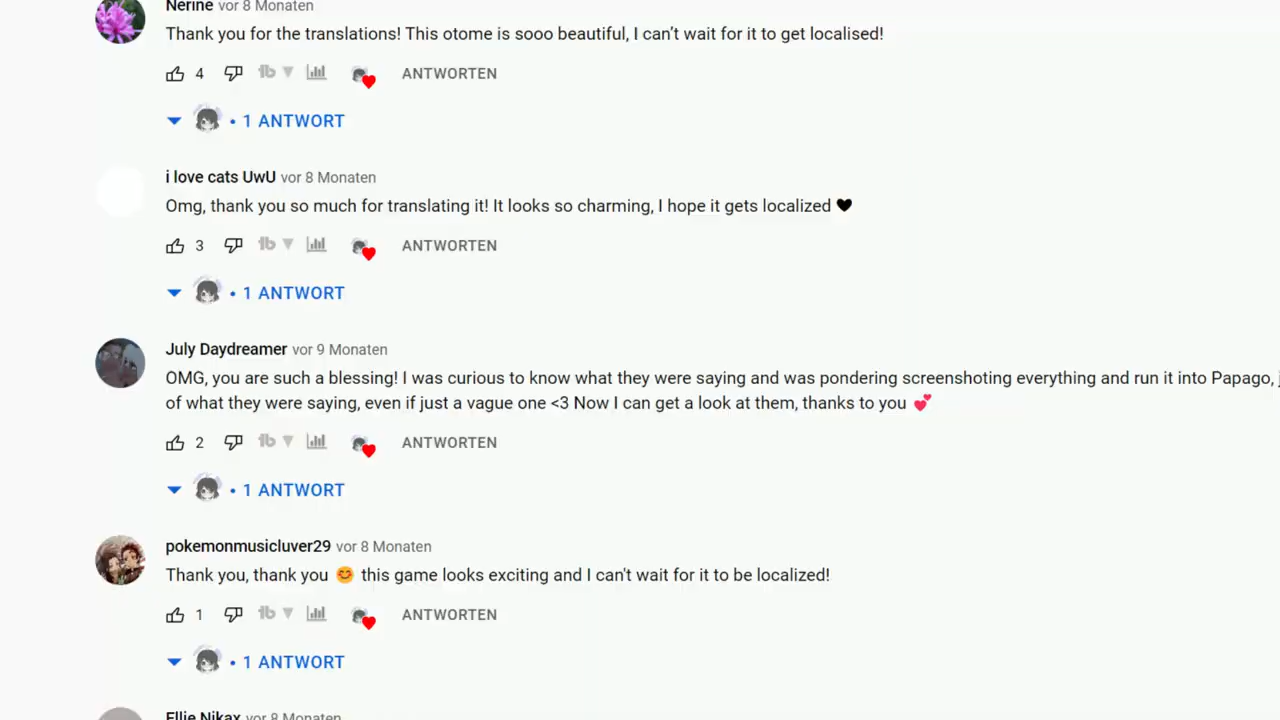 Nerine vor 8 Monaten
Thank you for the translations! This otome is sooo beautiful, I can't wait for it to get localised!
4 ANTWORTEN
• 1 ANTWORT
i love cats UwU vor 8 Monaten
Omg, thank you so much for translating it! It looks so charming, I hope it gets localized 🖤
3 ANTWORTEN
• 1 ANTWORT
July Daydreamer vor 9 Monaten
OMG, you are such a blessing! I was curious to know what they were saying and was pondering screenshoting everything and run it into Papago,
of what they were saying, even if just a vague one <3 Now I can get a look at them, thanks to you 💕
2 ANTWORTEN
• 1 ANTWORT
pokemonmusicluver29 vor 8 Monaten
Thank you, thank you 😊 this game looks exciting and I can't wait for it to be localized!
1 ANTWORTEN
• 1 ANTWORT
Ellie Nikax vor 8 Monaten